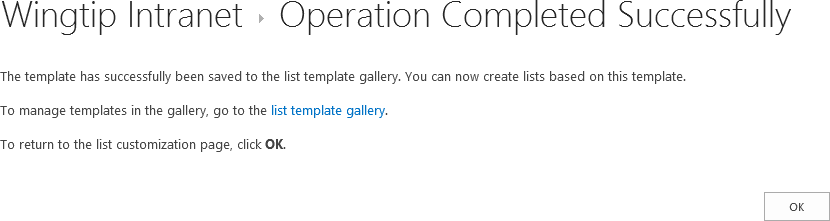 Wingtip Intranet ▸ Operation Completed Successfully
The template has successfully been saved to the list template gallery. You can now create lists based on this template.
To manage templates in the gallery, go to the list template gallery.
To return to the list customization page, click OK.
OK